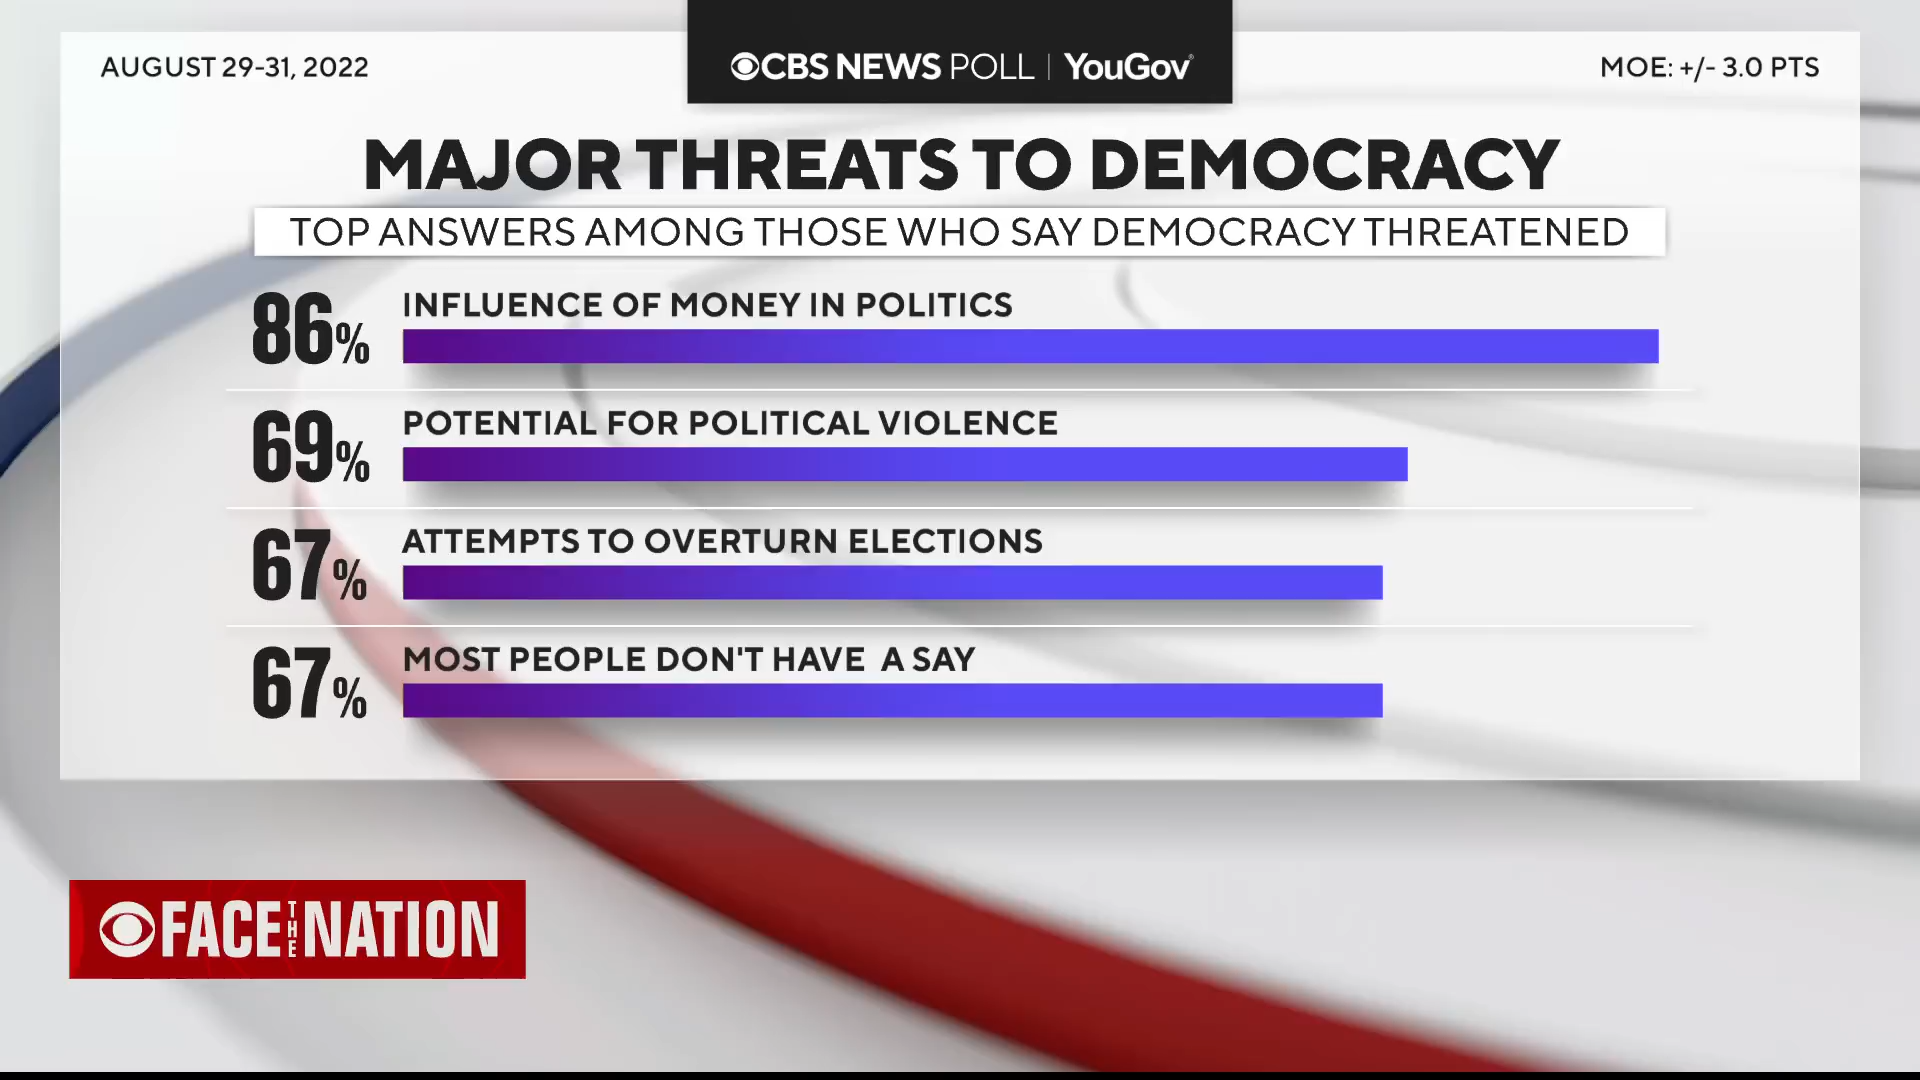 AUGUST 29-31, 2022
CBS NEWS POLL | YouGov®
MOE: +/- 3.0 PTS
MAJOR THREATS TO DEMOCRACY
TOP ANSWERS AMONG THOSE WHO SAY DEMOCRACY THREATENED
86% INFLUENCE OF MONEY IN POLITICS
69% POTENTIAL FOR POLITICAL VIOLENCE
67% ATTEMPTS TO OVERTURN ELECTIONS
67% MOST PEOPLE DON'T HAVE A SAY
FACE THE NATION